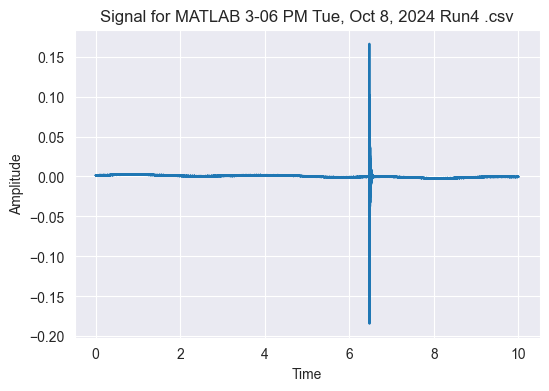 Signal for MATLAB 3-06 PM Tue, Oct 8, 2024 Run4 .csv
0.15
0.10
0.05
0.00
−0.05
−0.10
−0.15
−0.20
Amplitude
0 2 4 6 8 10
Time